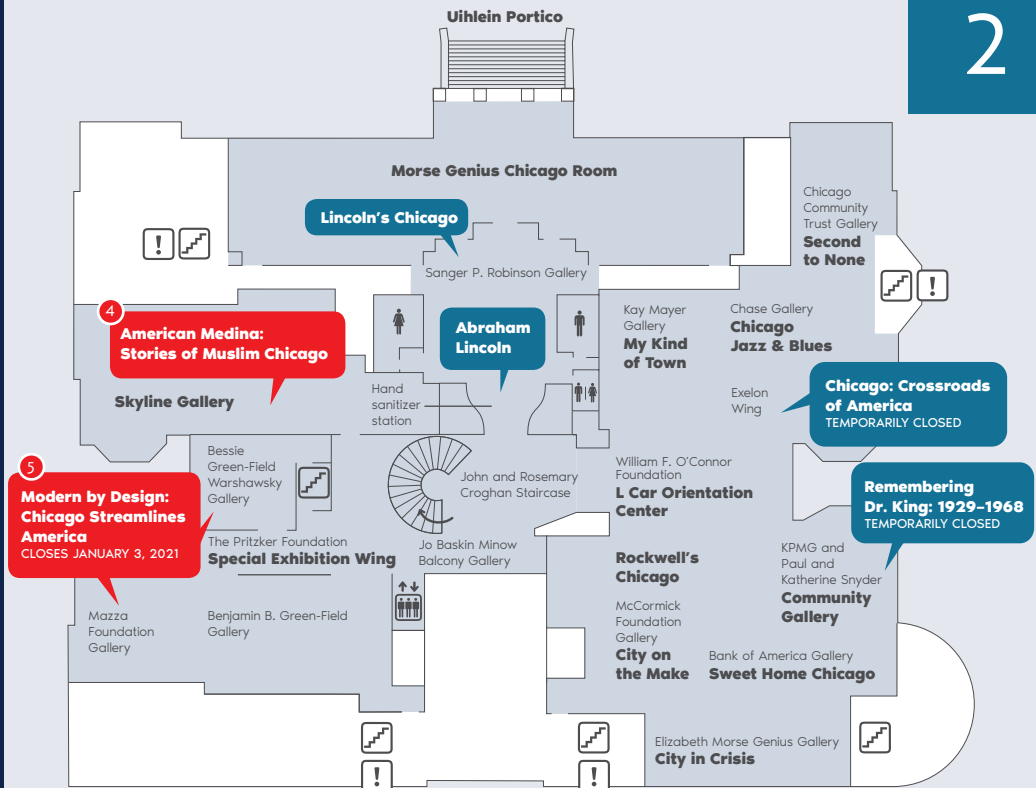 Uihlein Portico
2
Morse Genius Chicago Room
Lincoln's Chicago
Sanger P. Robinson Gallery
Chicago
Community
Trust Gallery
Second
to None
!
!
4
American Medina:
Stories of Muslim Chicago
Skyline Gallery
Abraham
Lincoln
Hand
sanitizer
station
Kay Mayer
Gallery
My Kind
of Town
Chase Gallery
Chicago
Jazz & Blues
Exelon
Wing
Chicago: Crossroads
of America
TEMPORARILY CLOSED
5
Modern by Design:
Chicago Streamlines
America
CLOSES JANUARY 3, 2021
Bessie
Green-Field
Warshawsky
Gallery
The Pritzker Foundation
Special Exhibition Wing
John and Rosemary
Croghan Staircase
Jo Baskin Minow
Balcony Gallery
William F. O'Connor
Foundation
L Car Orientation
Center
Remembering
Dr. King: 1929–1968
TEMPORARILY CLOSED
Mazza
Foundation
Gallery
Benjamin B. Green-Field
Gallery
Rockwell's
Chicago
McCormick
Foundation
Gallery
City on
the Make
KPMG and
Paul and
Katherine Snyder
Community
Gallery
Bank of America Gallery
Sweet Home Chicago
Elizabeth Morse Genius Gallery
City in Crisis
!
!